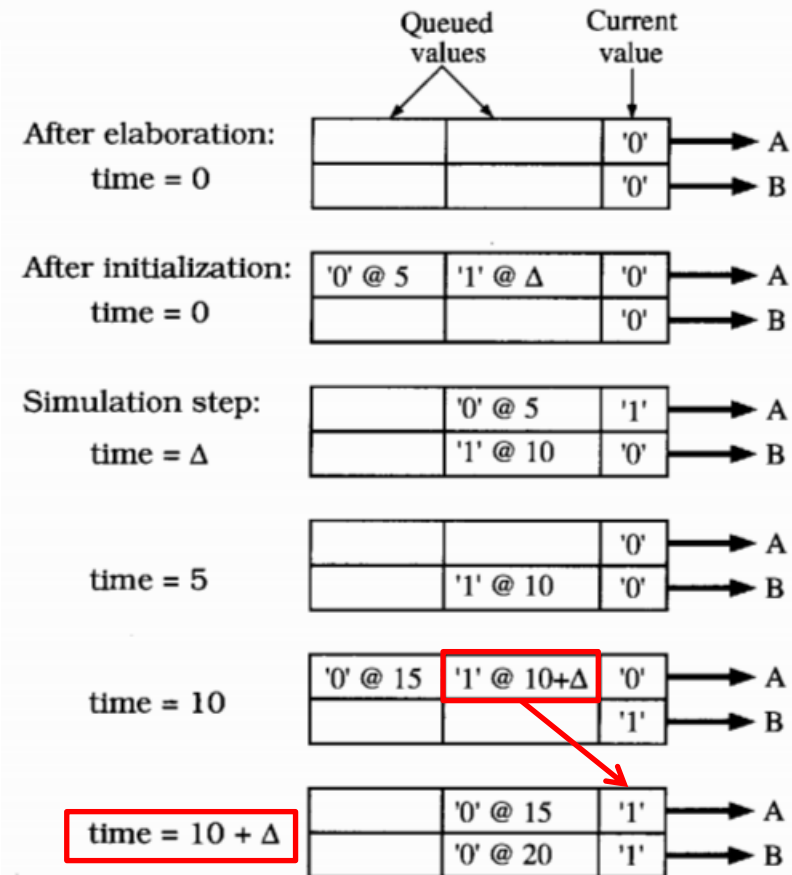 Queued values
Current value
After elaboration:
time = 0
'0'
A
'0'
B
After initialization:
time = 0
'0' @ 5
'1' @ Δ
'0'
A
'0'
B
Simulation step:
time = Δ
'0' @ 5
'1'
A
'1' @ 10
'0'
B
time = 5
'0'
A
'1' @ 10
'0'
B
time = 10
'0' @ 15
'1' @ 10+Δ
'0'
A
'1'
B
time = 10 + Δ
'0' @ 15
'1'
A
'0' @ 20
'1'
B